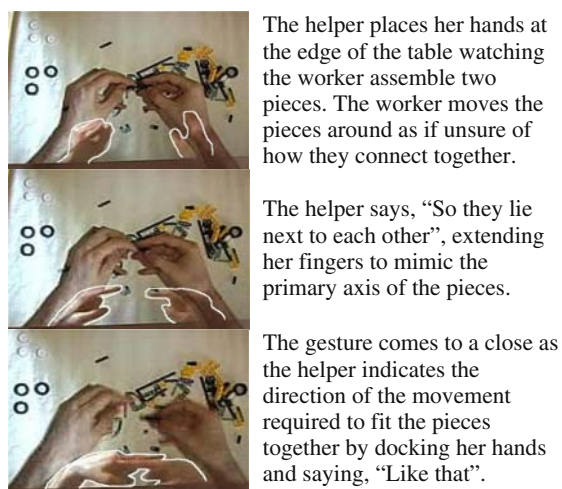 The helper places her hands at
the edge of the table watching
the worker assemble two
pieces. The worker moves the
pieces around as if unsure of
how they connect together.
The helper says, “So they lie
next to each other”, extending
her fingers to mimic the
primary axis of the pieces.
The gesture comes to a close as
the helper indicates the
direction of the movement
required to fit the pieces
together by docking her hands
and saying, “Like that”.